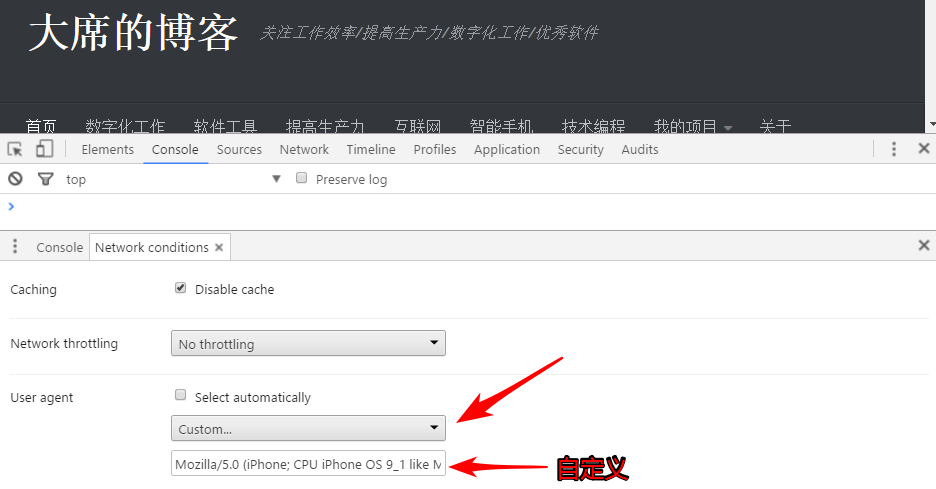 大席的博客 关注工作效率/提高生产力/数字化工作/优秀软件
首页 数字化工作 软件工具 提高生产力 互联网 智能手机 技术编程 我的项目 关于
Elements Console Sources Network Timeline Profiles Application Security Audits
top Preserve log
Console Network conditions
Caching Disable cache
Network throttling No throttling
User agent Select automatically
Custom...
Mozilla/5.0 (iPhone; CPU iPhone OS 9_1 like M 自定义